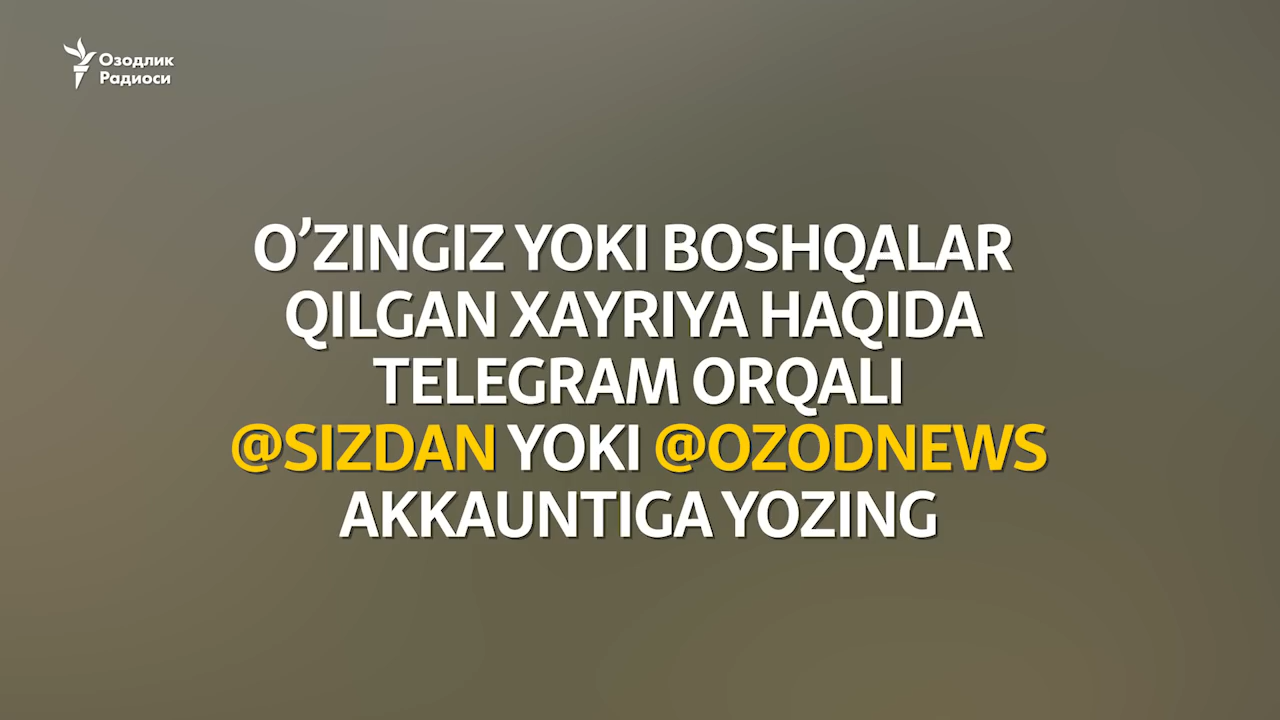 Озодлик
Радиоси
O’ZINGIZ YOKI BOSHQALAR
QILGAN XAYRIYA HAQIDA
TELEGRAM ORQALI
@SIZDAN YOKI @OZODNEWS
AKKAUNTIGA YOZING